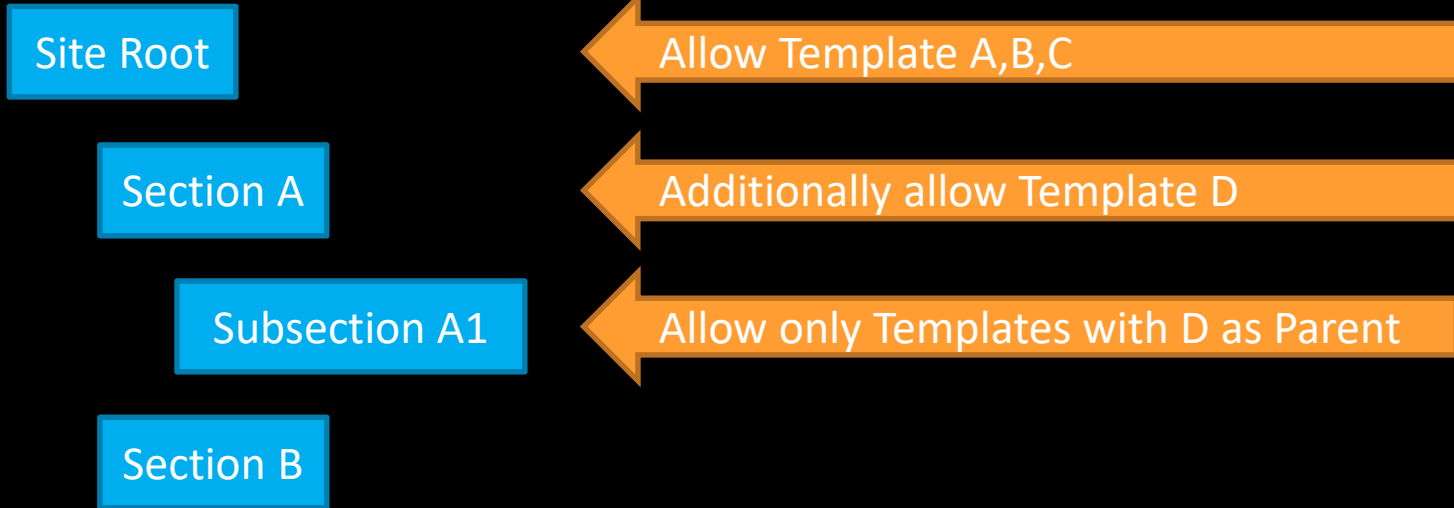 Site Root
Allow Template A,B,C
Section A
Additionally allow Template D
Subsection A1
Allow only Templates with D as Parent
Section B